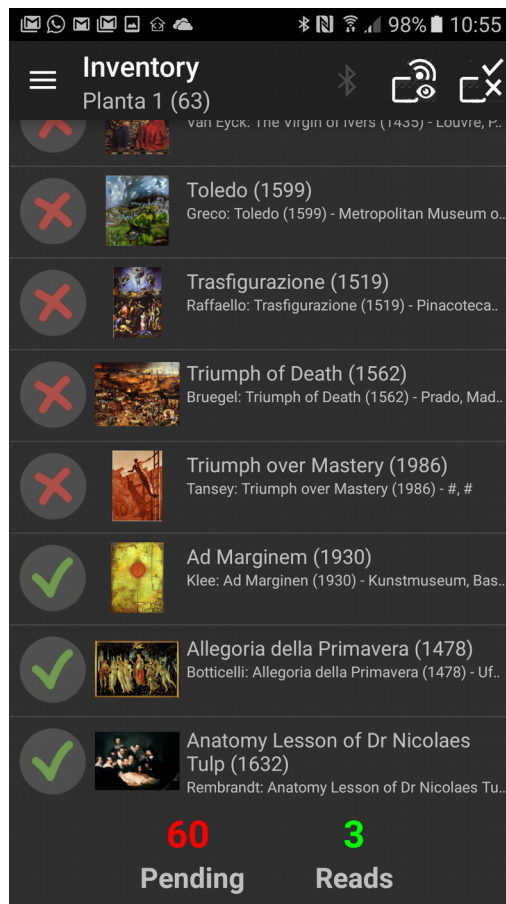 98% 10:55
Inventory
Planta 1 (63)
Van Eyck: The Virgin of Ivers (1435) - Louvre, P..
Toledo (1599)
Greco: Toledo (1599) - Metropolitan Museum o..
Trasfigurazione (1519)
Raffaello: Trasfigurazione (1519) - Pinacoteca..
Triumph of Death (1562)
Bruegel: Triumph of Death (1562) - Prado, Mad..
Triumph over Mastery (1986)
Tansey: Triumph over Mastery (1986) - #, #
Ad Marginem (1930)
Klee: Ad Marginen (1930) - Kunstmuseum, Bas..
Allegoria della Primavera (1478)
Botticelli: Allegoria della Primavera (1478) - Uf..
Anatomy Lesson of Dr Nicolaes
Tulp (1632)
Rembrandt: Anatomy Lesson of Dr Nicolaes Tu..
60 3
Pending Reads